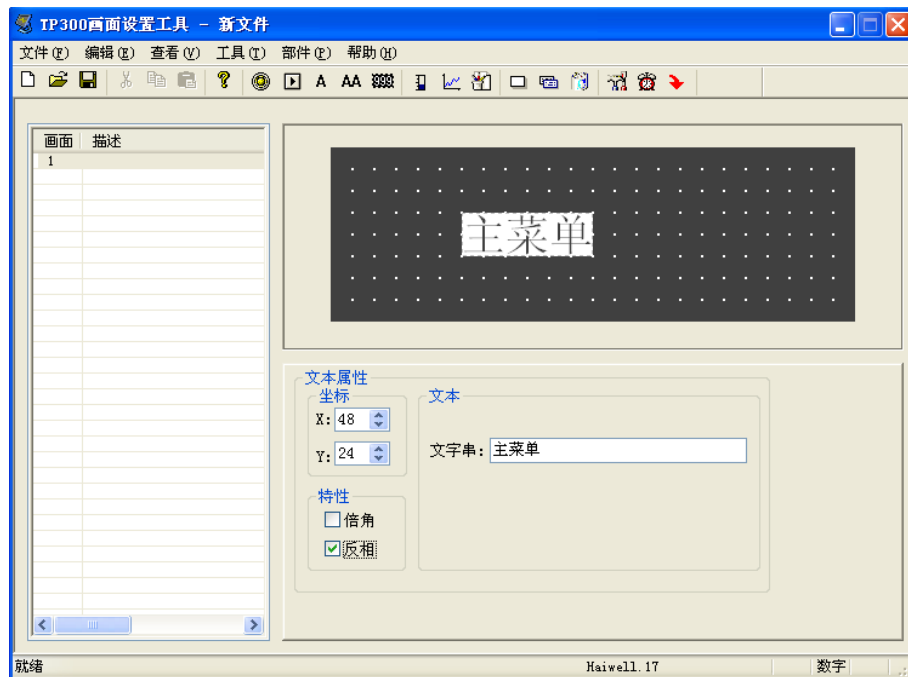 TP300画面设置工具 - 新文件
文件(F) 编辑(E) 查看(V) 工具(T) 部件(P) 帮助(H)
A AA
画面 描述
1
主菜单
文本属性
坐标
X: 48
Y: 24
特性
倍角
反相
文本
文字串: 主菜单
就绪 Haiwell.17 数字